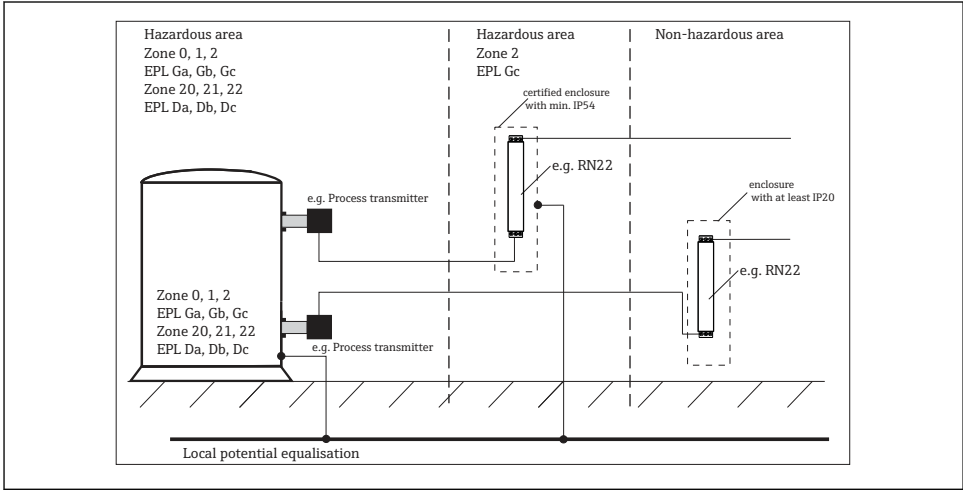 Hazardous area
Zone 0, 1, 2
EPL Ga, Gb, Gc
Zone 20, 21, 22
EPL Da, Db, Dc
Hazardous area
Zone 2
EPL Gc
Non-hazardous area
certified enclosure
with min. IP54
e.g. RN22
enclosure
with at least IP20
e.g. RN22
e.g. Process transmitter
Zone 0, 1, 2
EPL Ga, Gb, Gc
Zone 20, 21, 22
EPL Da, Db, Dc
e.g. Process transmitter
Local potential equalisation